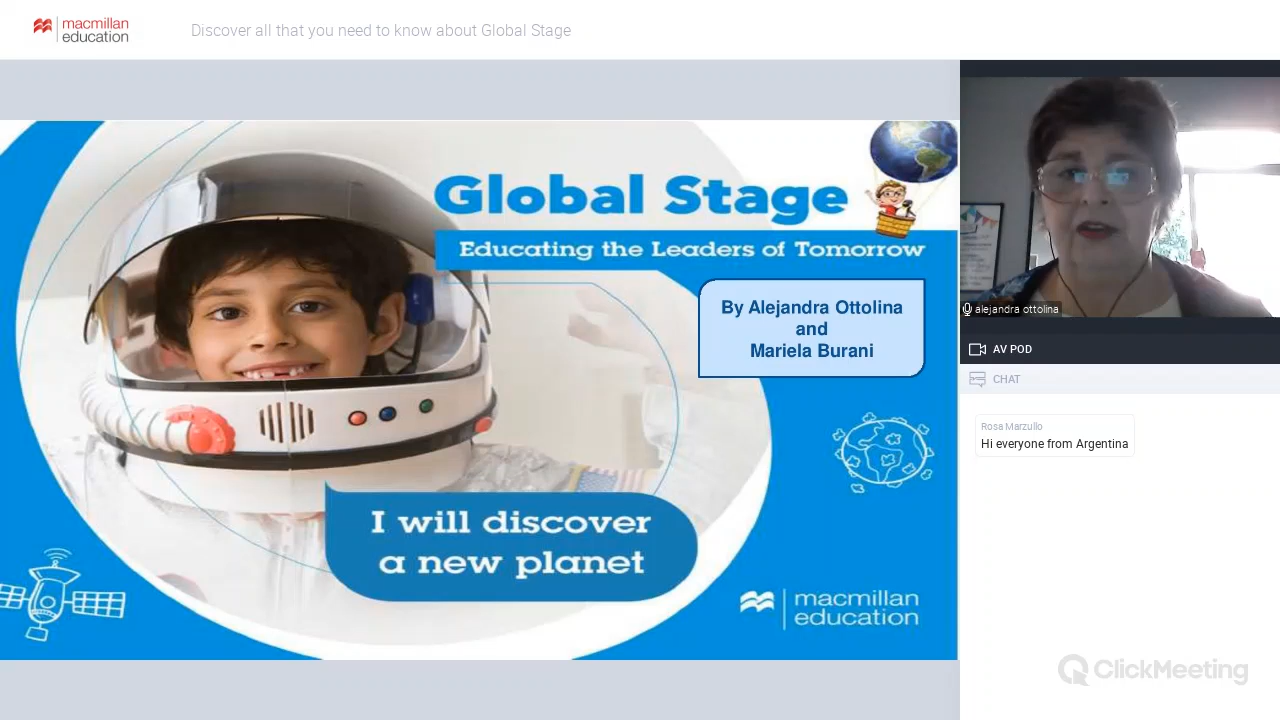 macmillan
education
Discover all that you need to know about Global Stage
Global Stage
Educating the Leaders of Tomorrow
By Alejandra Ottolina
and
Mariela Burani
I will discover
a new planet
macmillan
education
alejandra ottolina
AV POD
CHAT
Rosa Marzullo
Hi everyone from Argentina
ClickMeeting